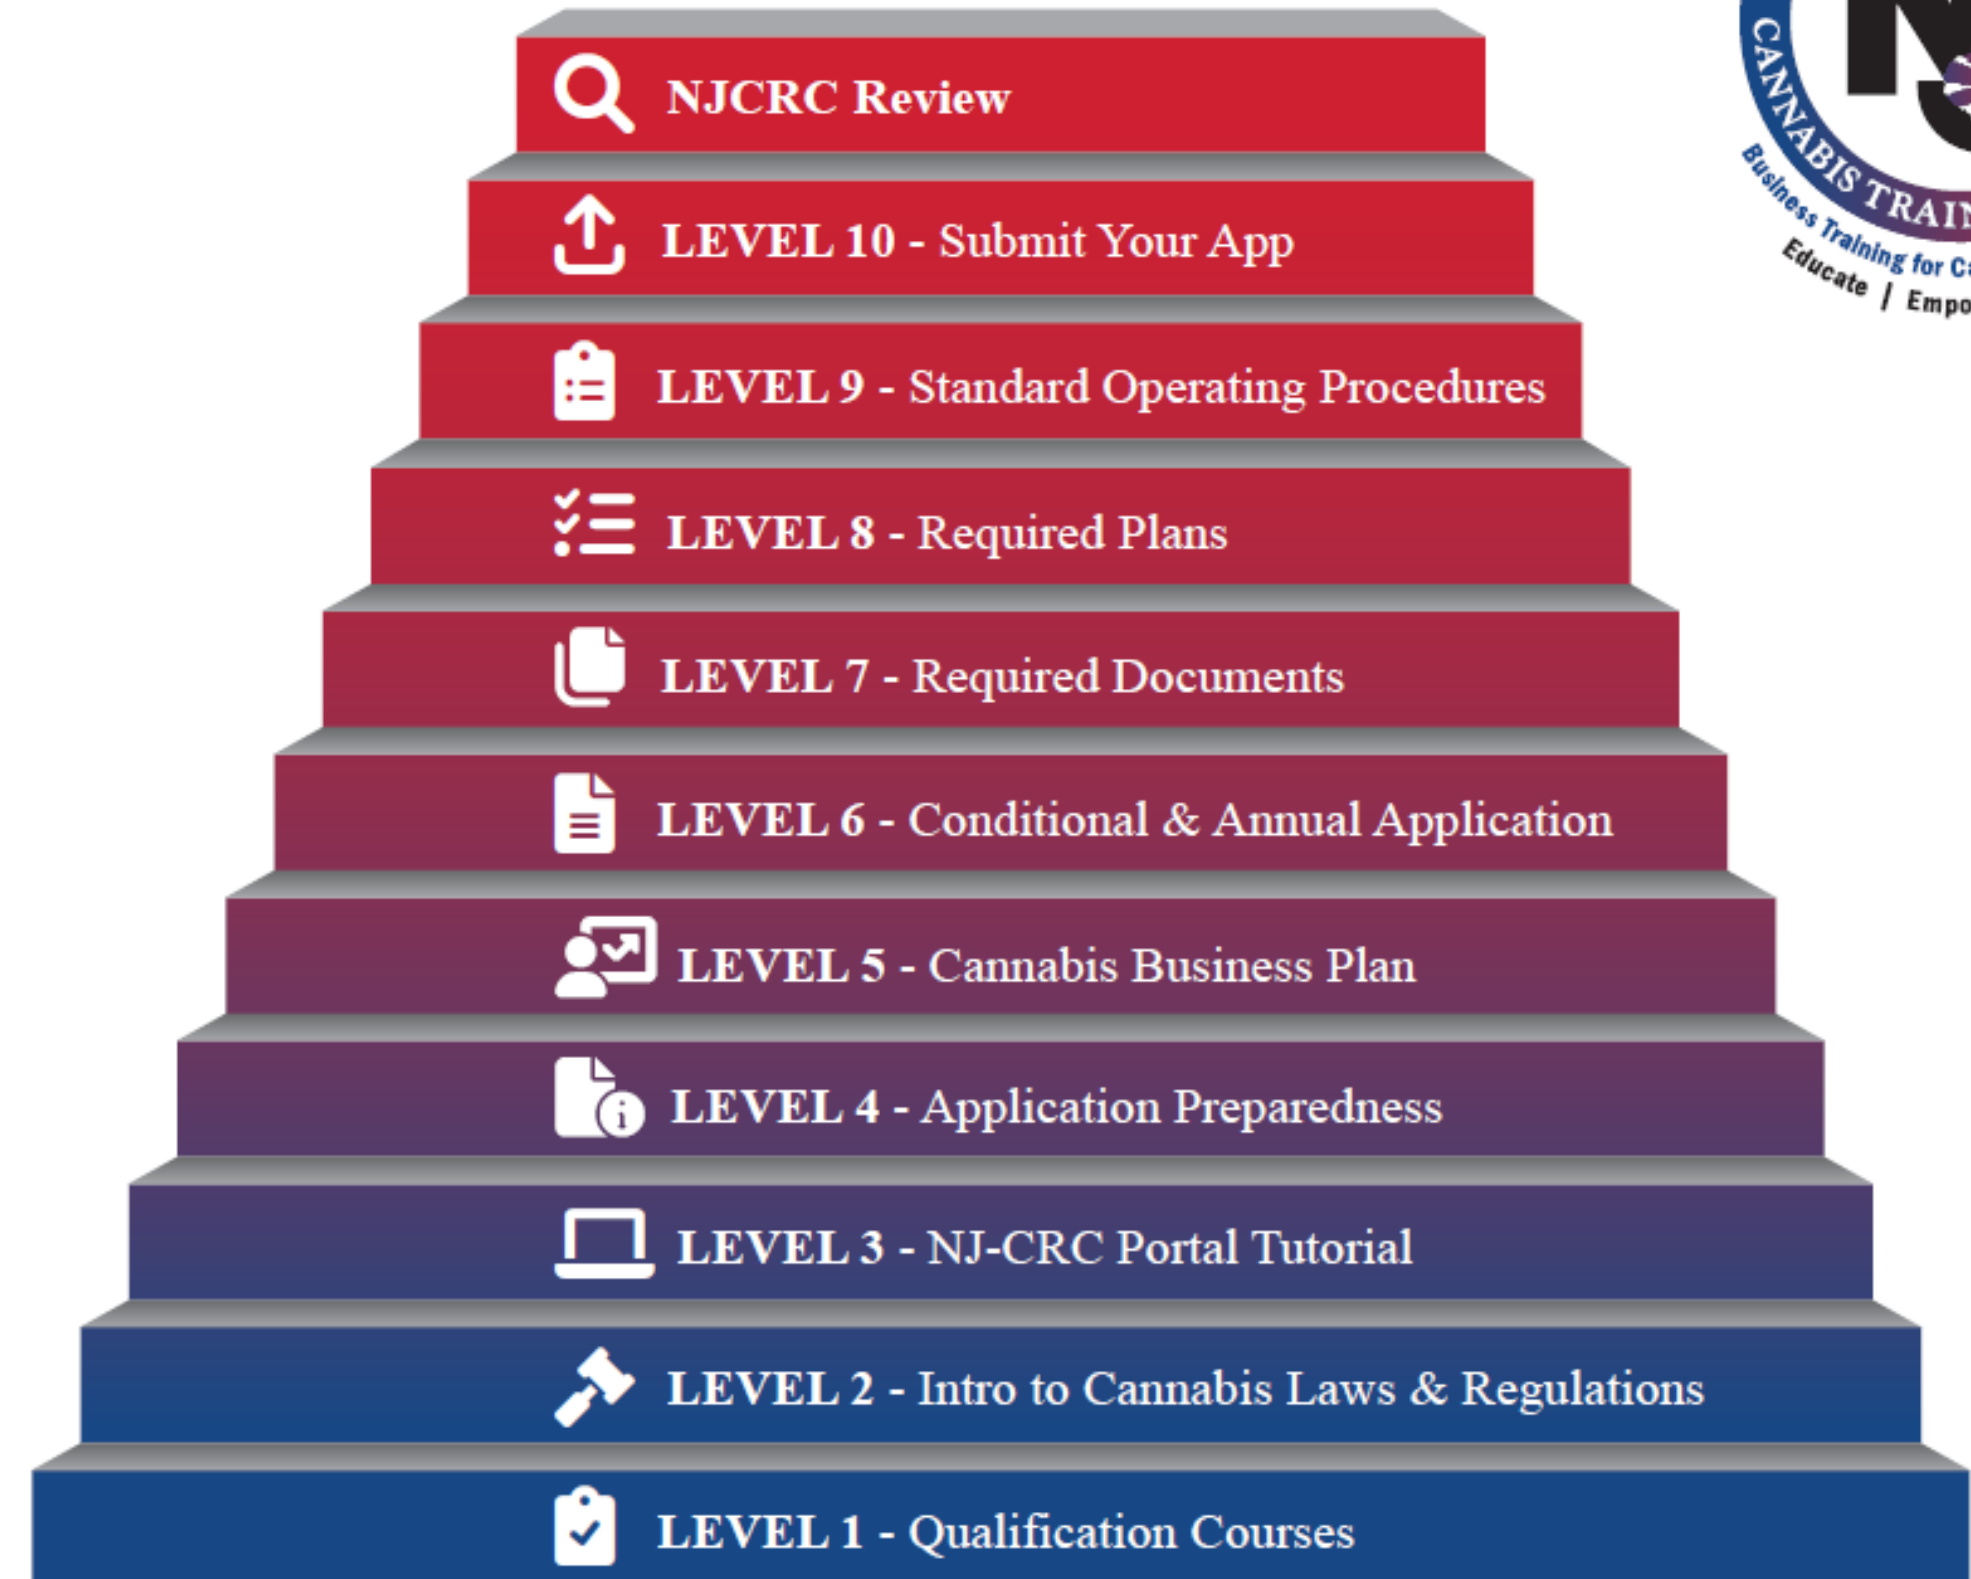 NJCRC Review
LEVEL 10 - Submit Your App
LEVEL 9 - Standard Operating Procedures
LEVEL 8 - Required Plans
LEVEL 7 - Required Documents
LEVEL 6 - Conditional & Annual Application
LEVEL 5 - Cannabis Business Plan
LEVEL 4 - Application Preparedness
LEVEL 3 - NJ-CRC Portal Tutorial
LEVEL 2 - Intro to Cannabis Laws & Regulations
LEVEL 1 - Qualification Courses
CANNABIS
Business Training for
Educate |